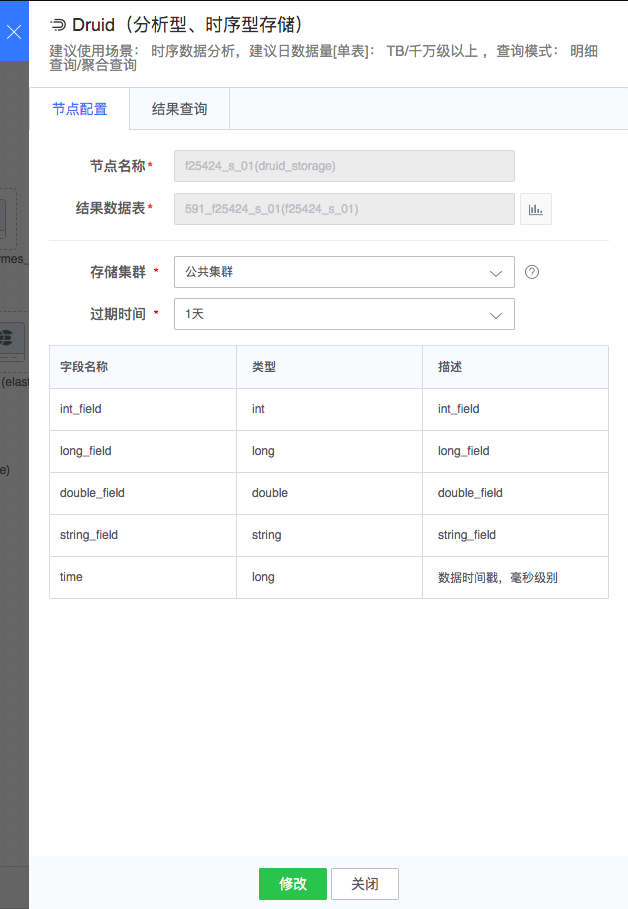 Druid（分析型、时序型存储）
建议使用场景： 时序数据分析，建议日数据量[单表]： TB/千万级以上 ，查询模式： 明细
查询/聚合查询
节点配置 结果查询
节点名称* f25424_s_01(druid_storage)
结果数据表* 591_f25424_s_01(f25424_s_01)
ymes_
存储集群 * 公共集群
过期时间 * 1天
字段名称 类型 描述
(elast
int_field int int_field
long_field long long_field
e)
double_field double double_field
string_field string string_field
time long 数据时间戳，毫秒级别
修改 关闭